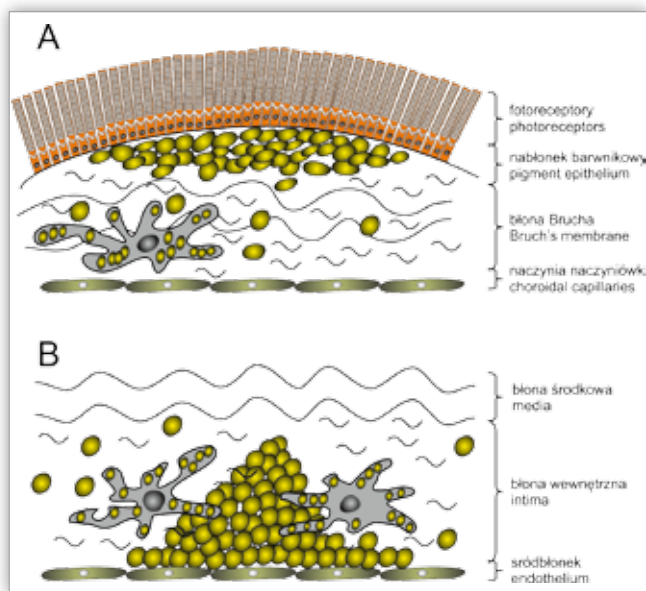 A
fotoreceptory
photoreceptors
nabłonek barwnikowy
pigment epithelium
błona Brucha
Bruch's membrane
naczynia naczyniówki
choroidal capillaries
B
błona środkowa
media
błona wewnętrzna
intima
śródbłonek
endothelium